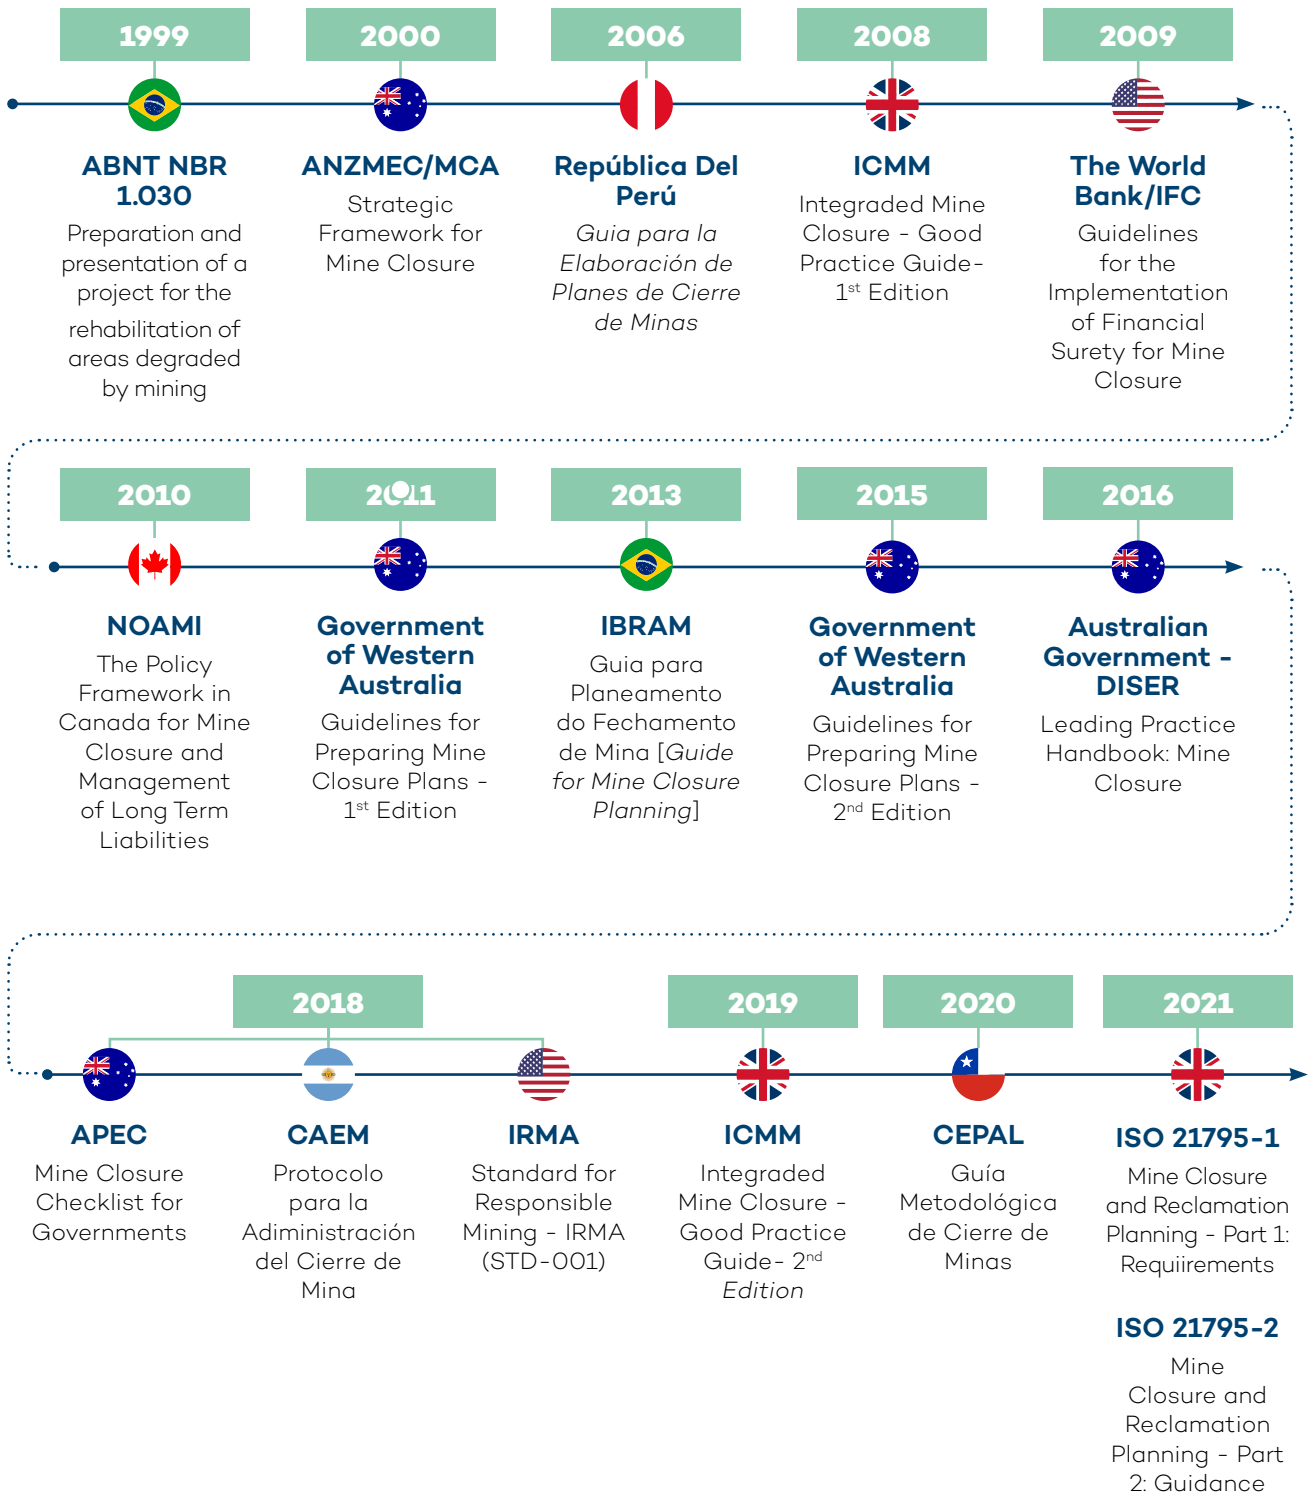 1999
ABNT NBR
1.030
Preparation and
presentation of a
project for the
rehabilitation of
areas degraded
by mining
2000
ANZMEC/MCA
Strategic
Framework for
Mine Closure
2006
República Del
Perú
Guia para la
Elaboración de
Planes de Cierre
de Minas
2008
ICMM
Integraded Mine
Closure - Good
Practice Guide-
1st Edition
2009
The World
Bank/IFC
Guidelines
for the
Implementation
of Financial
Surety for Mine
Closure
2010
NOAMI
The Policy
Framework in
Canada for Mine
Closure and
Management
of Long Term
Liabilities
2011
Government
of Western
Australia
Guidelines for
Preparing Mine
Closure Plans -
1st Edition
2013
IBRAM
Guia para
Planeamento
do Fechamento
de Mina [Guide
for Mine Closure
Planning]
2015
Government
of Western
Australia
Guidelines for
Preparing Mine
Closure Plans -
2nd Edition
2016
Australian
Government -
DISER
Leading Practice
Handbook: Mine
Closure
2018
APEC
Mine Closure
Checklist for
Governments
CAEM
Protocolo
para la
Adiministración
del Cierre de
Mina
IRMA
Standard for
Responsible
Mining - IRMA
(STD-001)
2019
ICMM
Integraded
Mine Closure -
Good Practice
Guide- 2nd
Edition
2020
CEPAL
Guía
Metodológica
de Cierre de
Minas
2021
ISO 21795-1
Mine Closure
and Reclamation
Planning - Part 1:
Requiirements
ISO 21795-2
Mine
Closure and
Reclamation
Planning - Part
2: Guidance